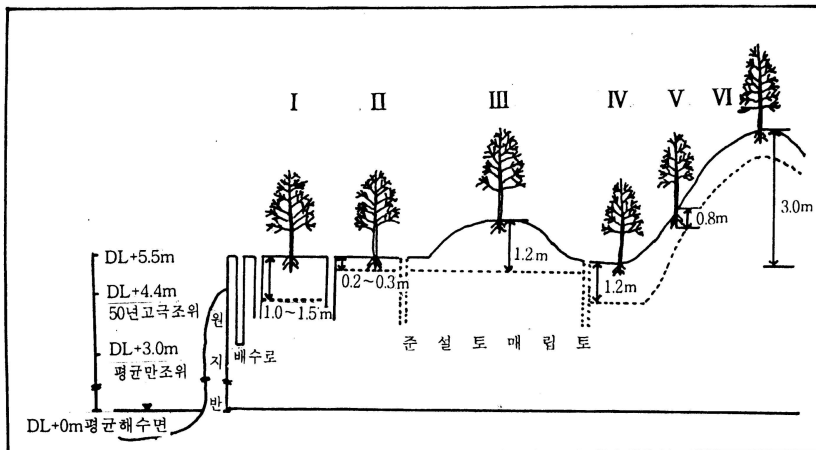 I II III IV V VI
3.0m
0.8m
DL+5.5m
1.2m
0.2~0.3m
1.2m
DL+4.4m
50년고극조위
1.0~1.5m
원지반
배수로
준설토매립토
DL+3.0m
평균만조위
DL+0m평균해수면